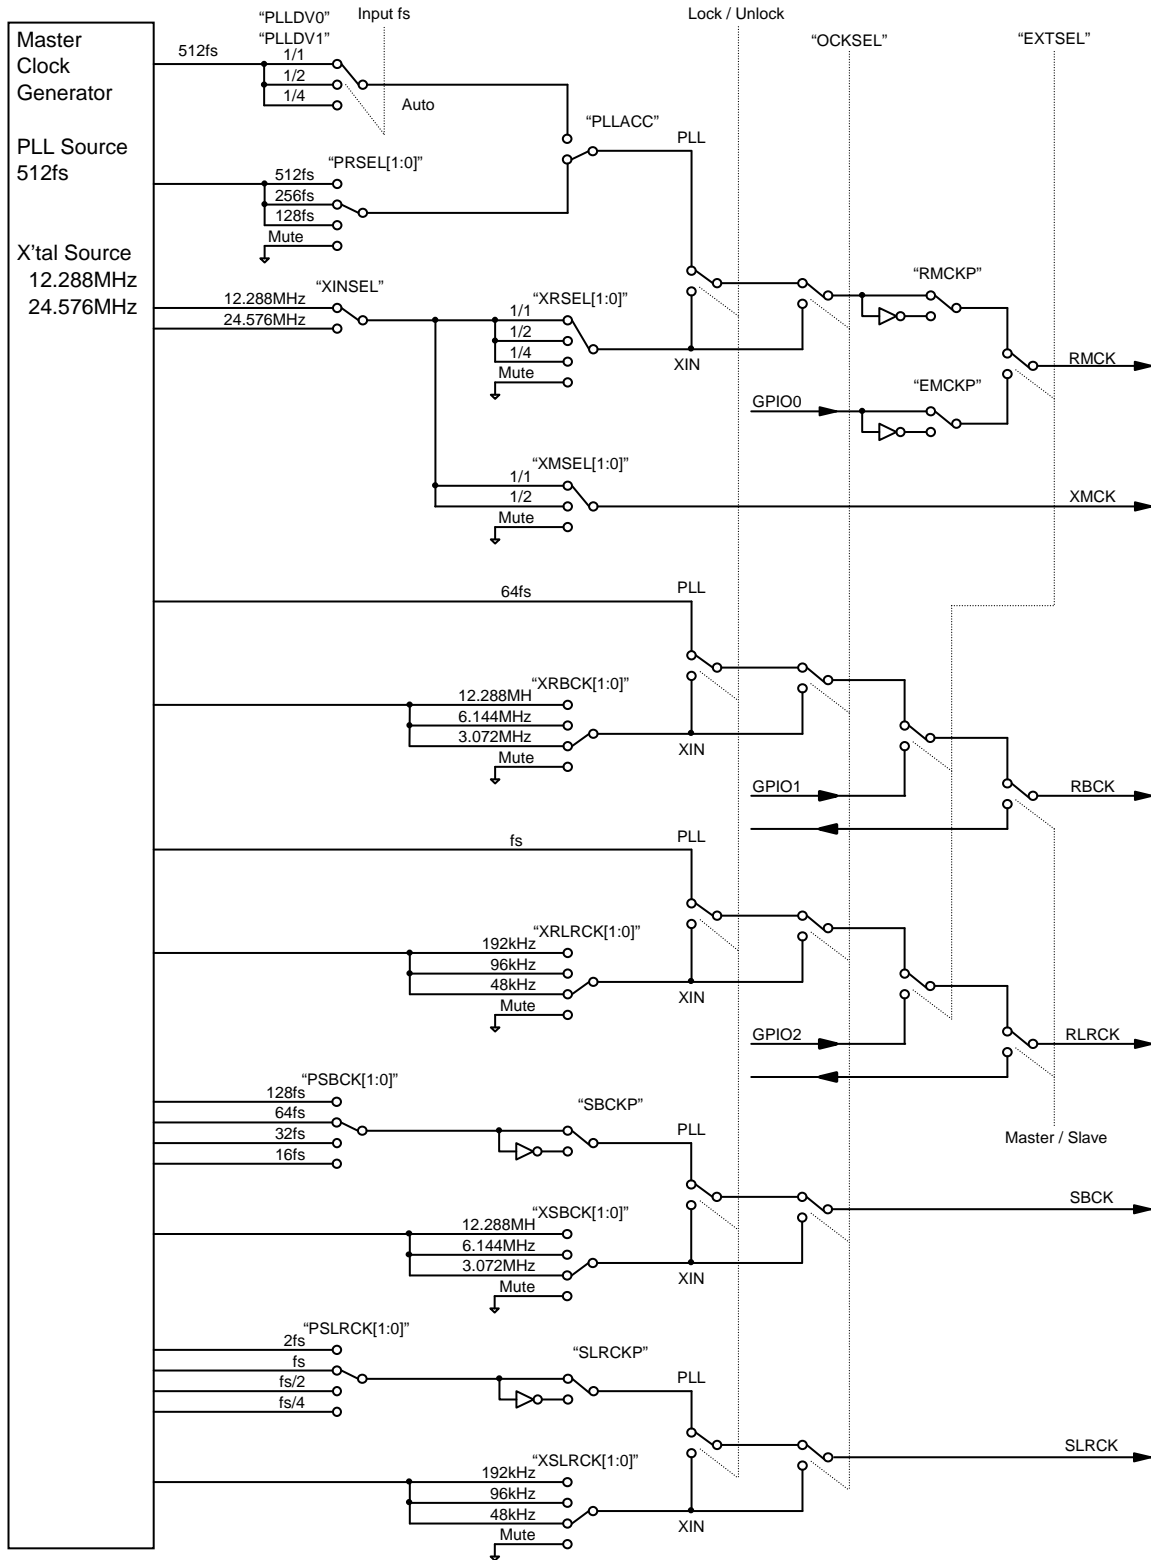 Master
Clock
Generator
PLL Source
512fs
X'tal Source
12.288MHz
24.576MHz
“PLLDV0”
“PLLDV1”
Input fs
Lock / Unlock
“OCKSEL”
“EXTSEL”
512fs
1/1
1/2
1/4
Auto
“PLLACC”
PLL
“PRSEL[1:0]”
512fs
256fs
128fs
Mute
“XINSEL”
12.288MHz
24.576MHz
“XRSEL[1:0]”
1/1
1/2
1/4
Mute
XIN
“RMCKP”
RMCK
GPIO0
“EMCKP”
“XMSEL[1:0]”
1/1
1/2
Mute
XMCK
64fs
PLL
“XRBCK[1:0]”
12.288MH
6.144MHz
3.072MHz
Mute
XIN
GPIO1
RBCK
fs
PLL
“XRLRCK[1:0]”
192kHz
96kHz
48kHz
Mute
XIN
GPIO2
RLRCK
“PSBCK[1:0]”
128fs
64fs
32fs
16fs
“SBCKP”
PLL
Master / Slave
SBCK
“XSBCK[1:0]”
12.288MH
6.144MHz
3.072MHz
Mute
XIN
“PSLRCK[1:0]”
2fs
fs
fs/2
fs/4
“SLRCKP”
PLL
SLRCK
“XSLRCK[1:0]”
192kHz
96kHz
48kHz
Mute
XIN